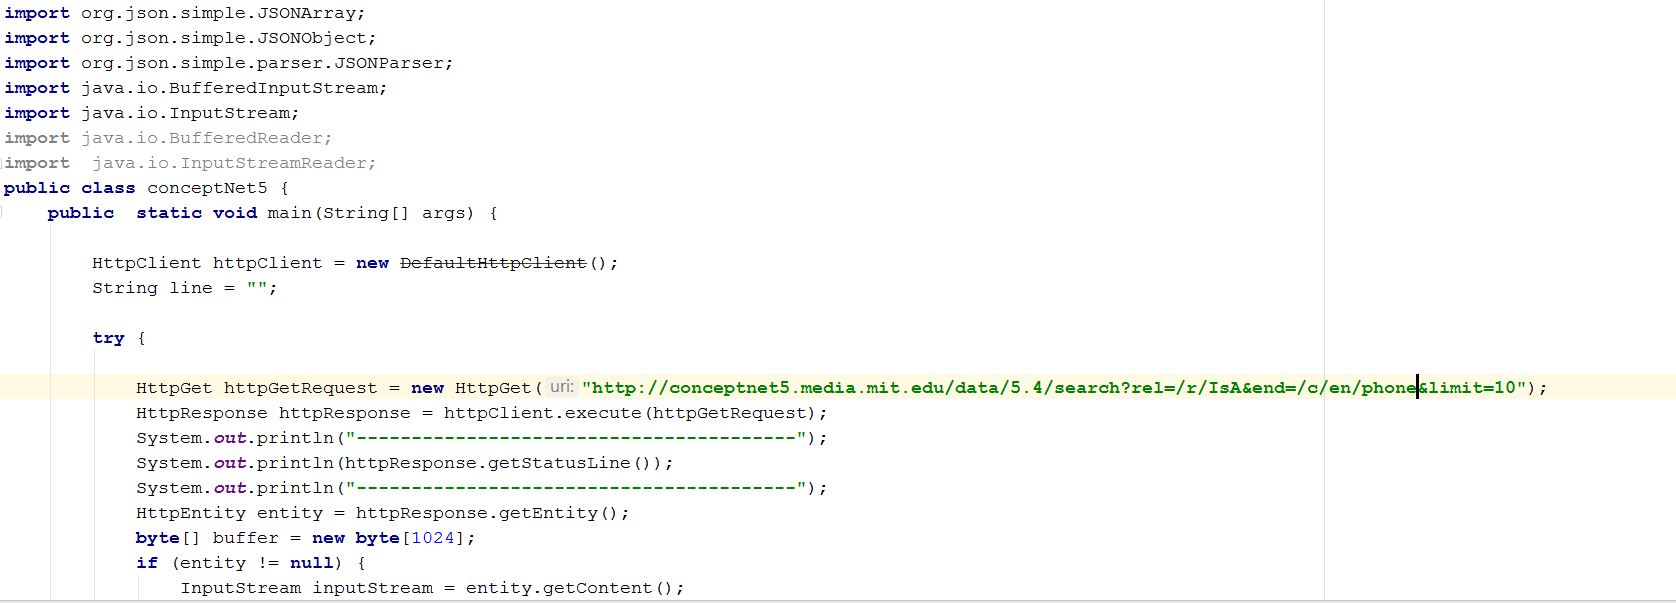 import org.json.simple.JSONArray;
import org.json.simple.JSONObject;
import org.json.simple.parser.JSONParser;
import java.io.BufferedInputStream;
import java.io.InputStream;
import java.io.BufferedReader;
import  java.io.InputStreamReader;
public class conceptNet5 {
    public  static void main(String[] args) {

        HttpClient httpClient = new DefaultHttpClient();
        String line = "";

        try {

            HttpGet httpGetRequest = new HttpGet( uri: "http://conceptnet5.media.mit.edu/data/5.4/search?rel=/r/IsA&end=/c/en/phone&limit=10");
            HttpResponse httpResponse = httpClient.execute(httpGetRequest);
            System.out.println("----------------------------------------");
            System.out.println(httpResponse.getStatusLine());
            System.out.println("----------------------------------------");
            HttpEntity entity = httpResponse.getEntity();
            byte[] buffer = new byte[1024];
            if (entity != null) {
                InputStream inputStream = entity.getContent();